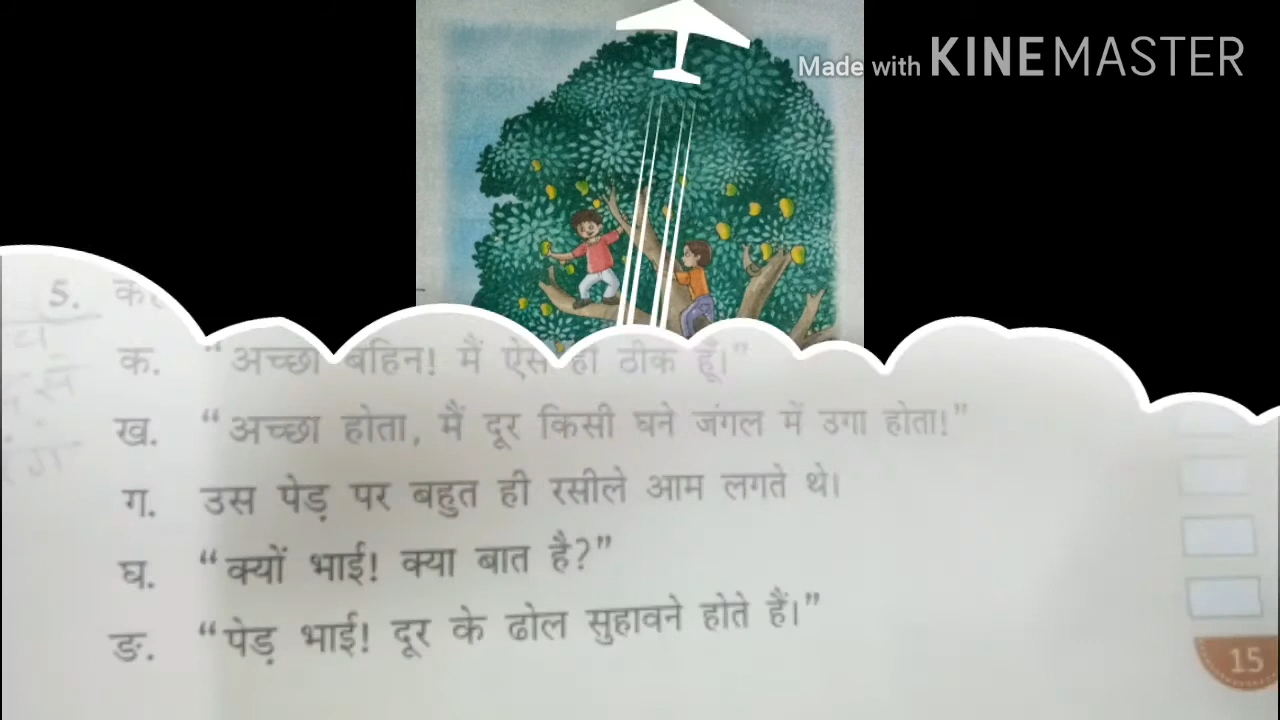 Made with KINEMASTER
5.
क. "अच्छा बहिन! मैं ऐसे ही ठीक हूँ।"
ख. "अच्छा होता, मैं दूर किसी घने जंगल में उगा होता!"
ग. उस पेड़ पर बहुत ही रसीले आम लगते थे।
घ. "क्यों भाई! क्या बात है?"
ङ. "पेड़ भाई! दूर के ढोल सुहावने होते हैं।"
15